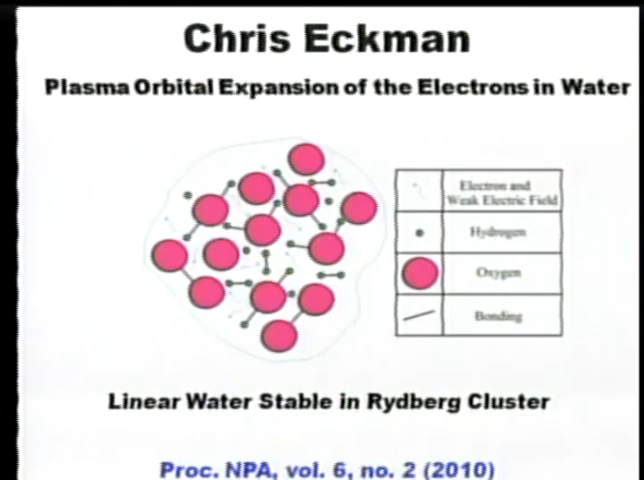 Chris Eckman
Plasma Orbital Expansion of the Electrons in Water
Electron and
Weak Electric Field
Hydrogen
Oxygen
Bonding
Linear Water Stable in Rydberg Cluster
Proc. NPA, vol. 6, no. 2 (2010)